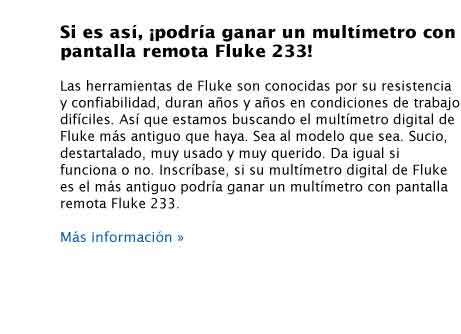 Si es así, ¡podría ganar un multímetro con
pantalla remota Fluke 233!
Las herramientas de Fluke son conocidas por su resistencia
y confiabilidad, duran años y años en condiciones de trabajo
difíciles. Así que estamos buscando el multímetro digital de
Fluke más antiguo que haya. Sea al modelo que sea. Sucio,
destartalado, muy usado y muy querido. Da igual si
funciona o no. Inscríbase, si su multímetro digital de Fluke
es el más antiguo podría ganar un multímetro con pantalla
remota Fluke 233.
Más información »